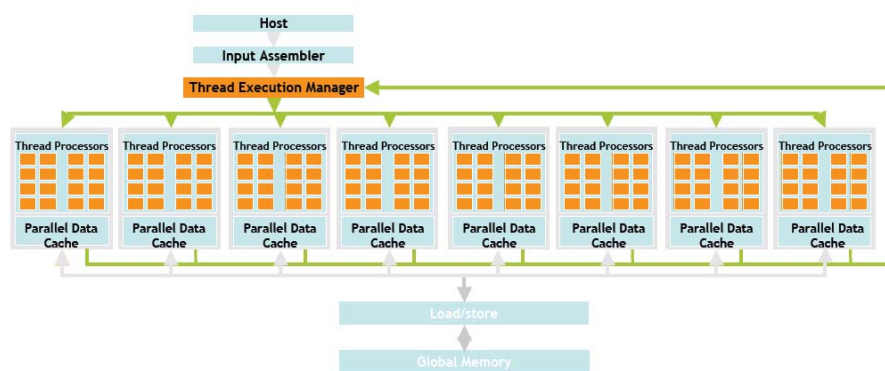 Host
Input Assembler
Thread Execution Manager
Thread Processors
Thread Processors
Thread Processors
Thread Processors
Thread Processors
Thread Processors
Thread Processors
Thread Processors
Parallel Data
Cache
Parallel Data
Cache
Parallel Data
Cache
Parallel Data
Cache
Parallel Data
Cache
Parallel Data
Cache
Parallel Data
Cache
Parallel Data
Cache
Load/store
Global Memory